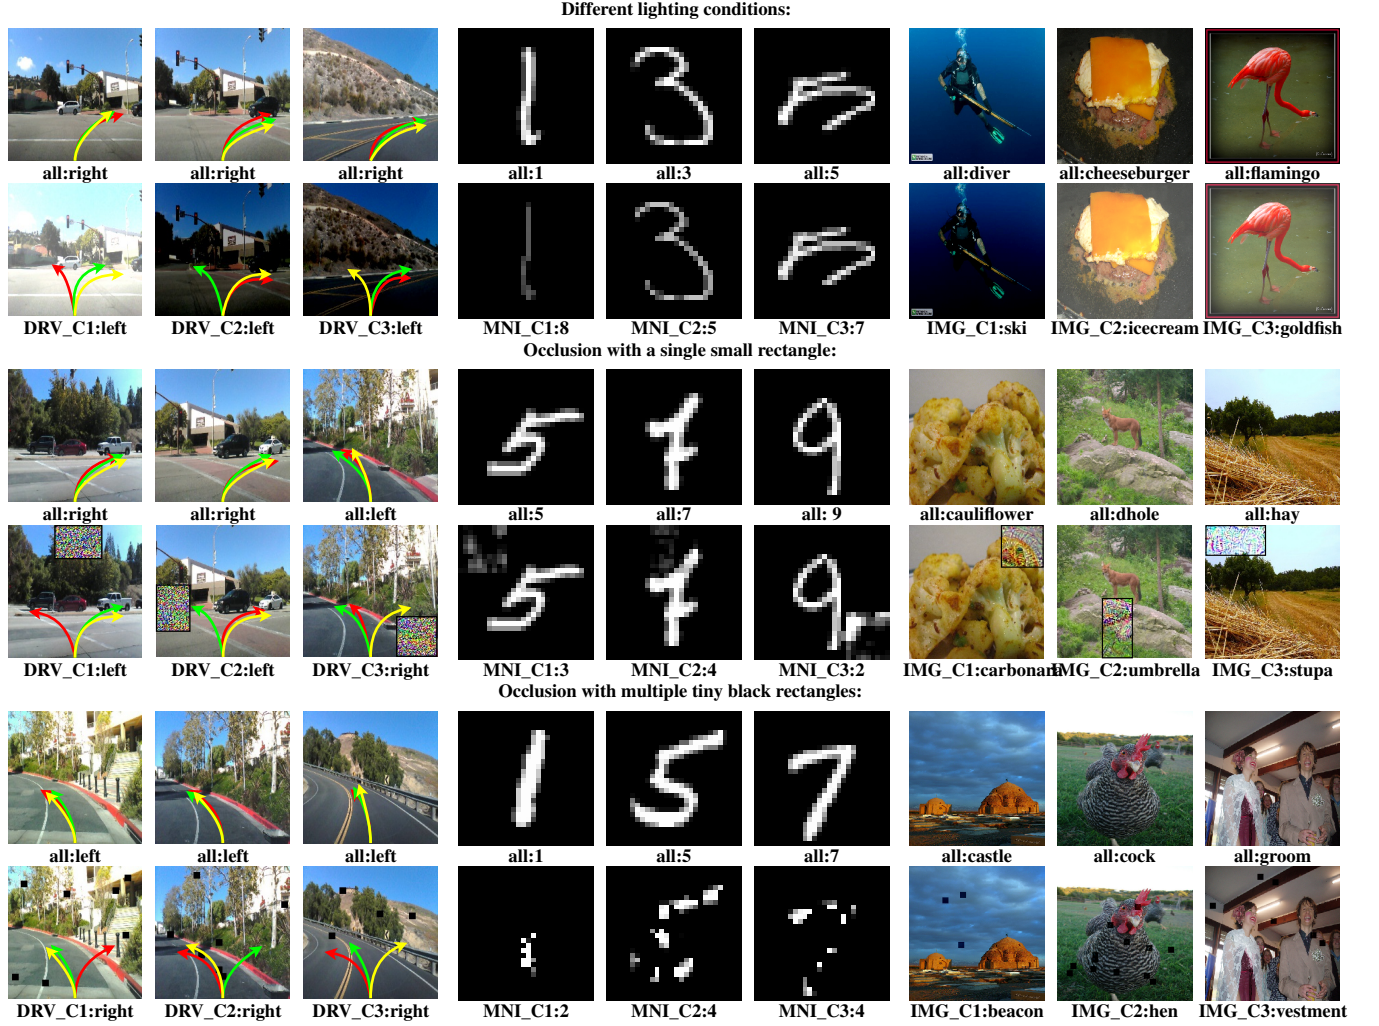 Different lighting conditions:
all:right all:right all:right all:1 all:3 all:5 all:diver all:cheeseburger all:flamingo
DRV_C1:left DRV_C2:left DRV_C3:left MNI_C1:8 MNI_C2:5 MNI_C3:7 IMG_C1:ski IMG_C2:icecream IMG_C3:goldfish
Occlusion with a single small rectangle:
all:right all:right all:left all:5 all:7 all: 9 all:cauliflower all:dhole all:hay
DRV_C1:left DRV_C2:left DRV_C3:right MNI_C1:3 MNI_C2:4 MNI_C3:2 IMG_C1:carbonara IMG_C2:umbrella IMG_C3:stupa
Occlusion with multiple tiny black rectangles:
all:left all:left all:left all:1 all:5 all:7 all:castle all:cock all:groom
DRV_C1:right DRV_C2:right DRV_C3:right MNI_C1:2 MNI_C2:4 MNI_C3:4 IMG_C1:beacon IMG_C2:hen IMG_C3:vestment